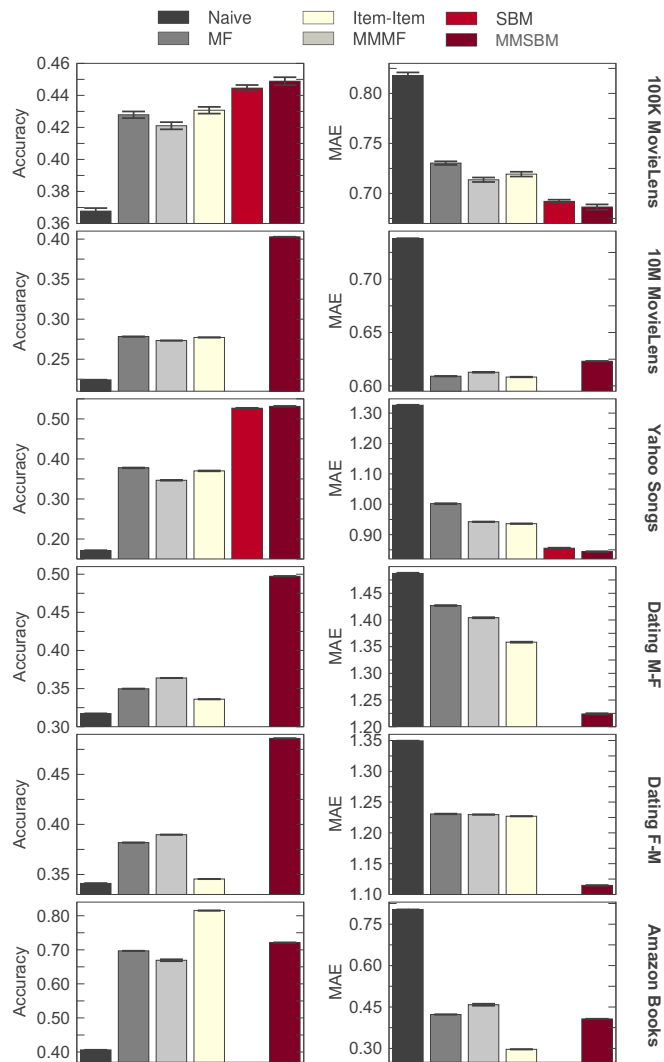 Naive Item-Item SBM
MF MMMF MMSBM
0.46
0.44
0.42
0.40
0.38
0.36
Accuracy
0.80
0.75
0.70
MAE
100K MovieLens
0.40
0.35
0.30
0.25
Accuaracy
0.70
0.65
0.60
MAE
10M MovieLens
0.50
0.40
0.30
0.20
Accuracy
1.30
1.20
1.10
1.00
0.90
MAE
Yahoo Songs
0.50
0.45
0.40
0.35
0.30
Accuracy
1.45
1.40
1.35
1.30
1.25
1.20
MAE
Dating M-F
0.45
0.40
0.35
Accuracy
1.35
1.30
1.25
1.20
1.15
1.10
MAE
Dating F-M
0.80
0.70
0.60
0.50
0.40
Accuracy
0.75
0.60
0.45
0.30
MAE
Amazon Books